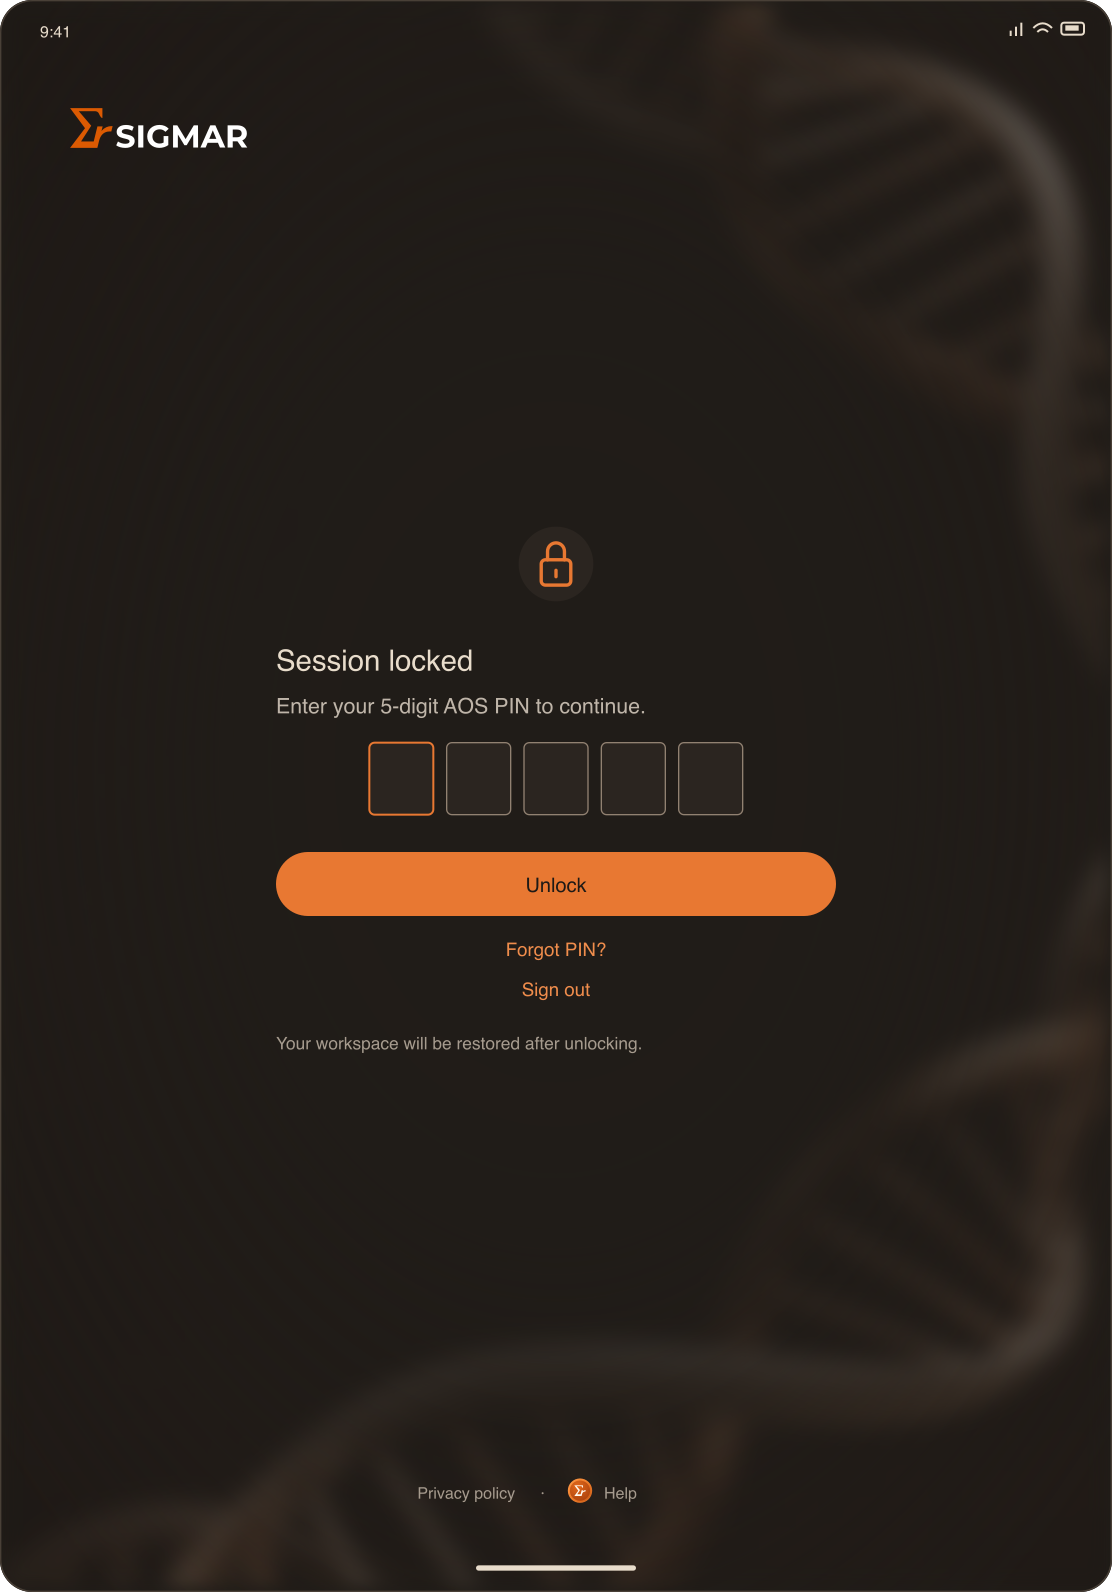 9:41
SIGMAR
Session locked
Enter your 5-digit AOS PIN to continue.
Unlock
Forgot PIN?
Sign out
Your workspace will be restored after unlocking.
Privacy policy · Help